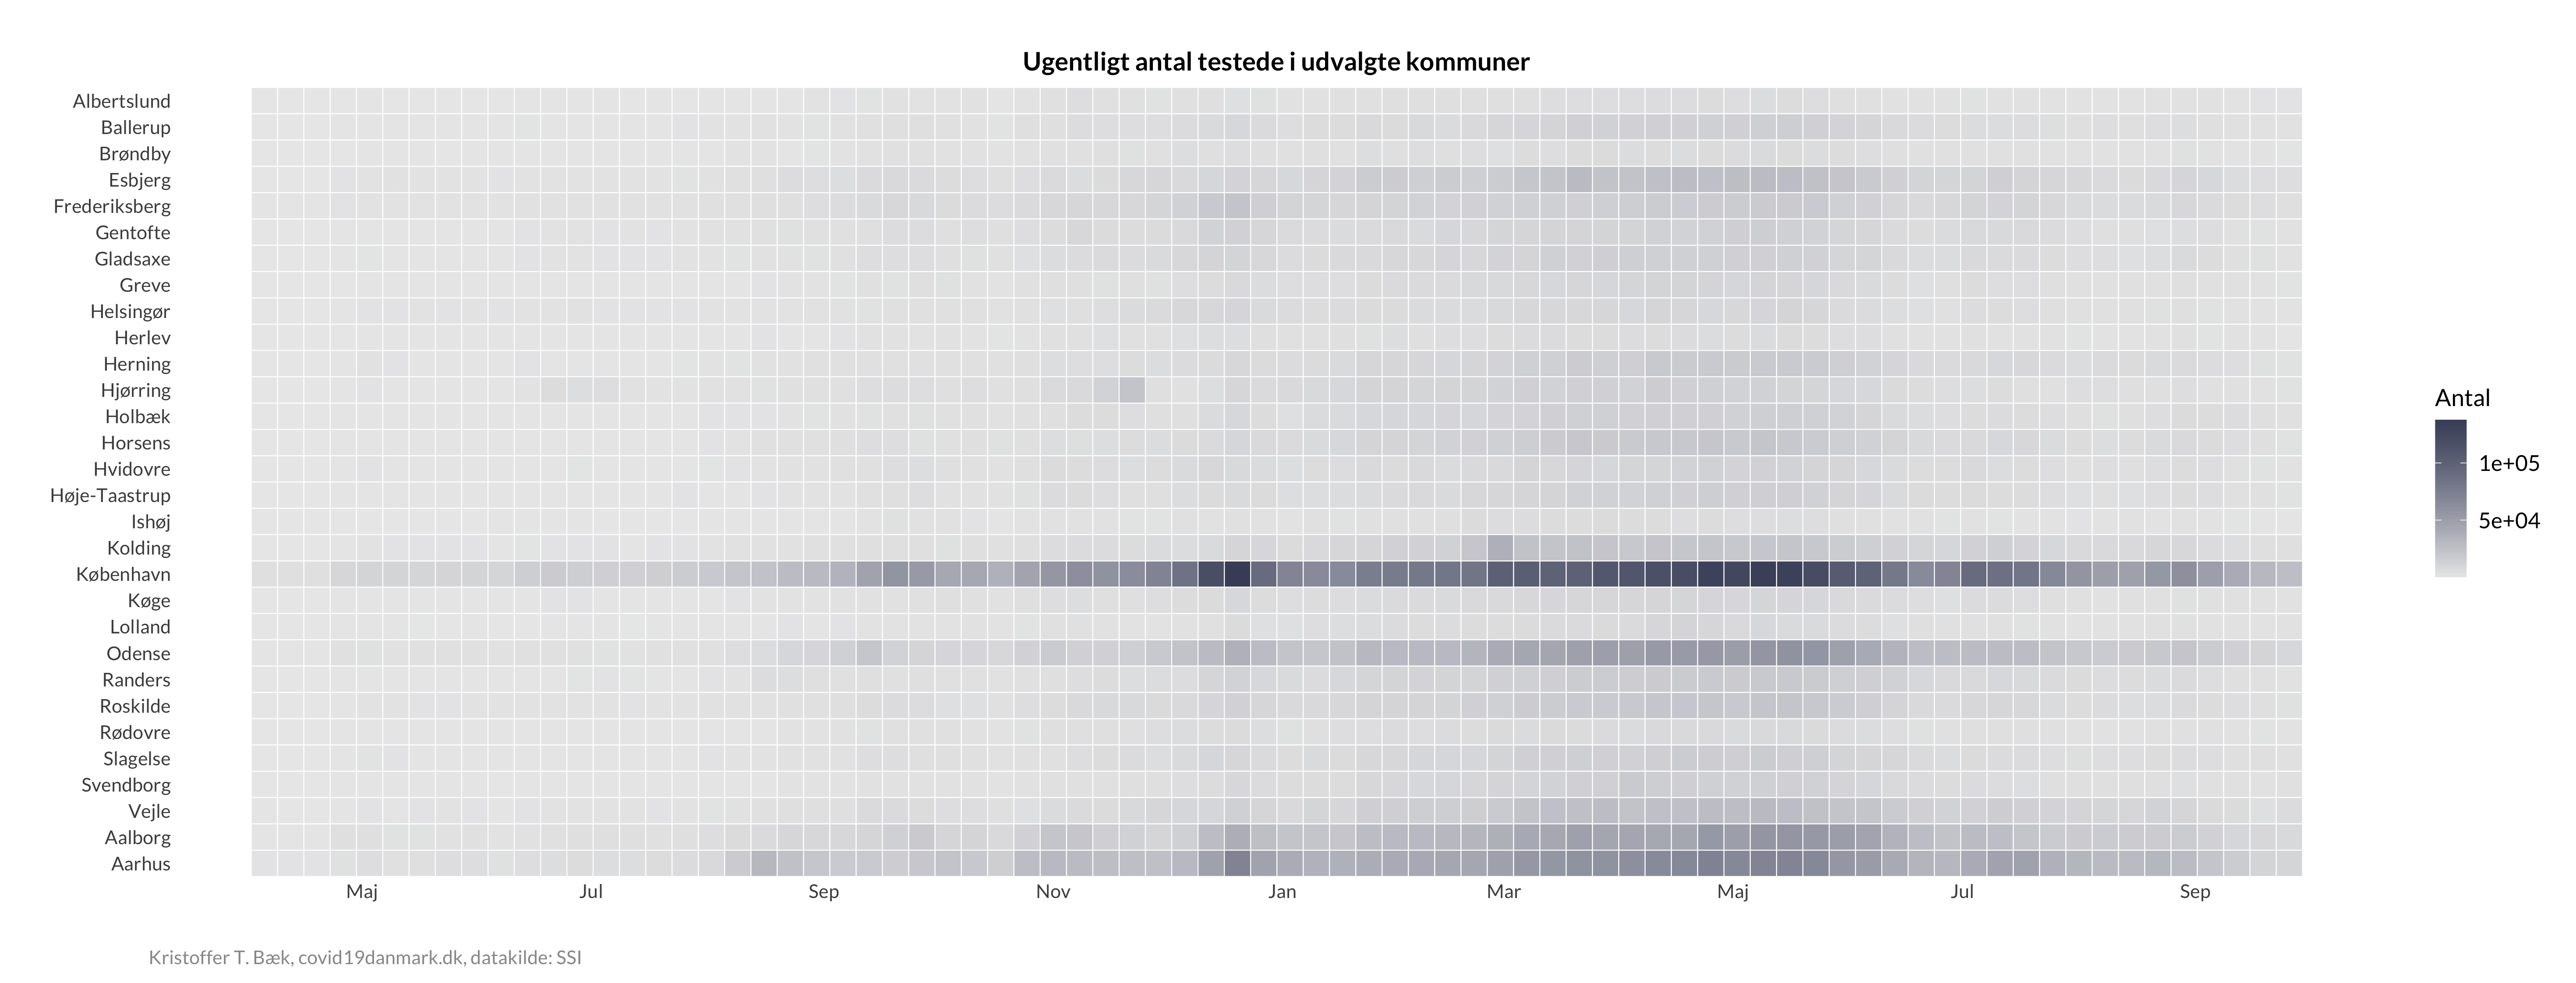 Ugentligt antal testede i udvalgte kommuner
Albertslund
Ballerup
Brøndby
Esbjerg
Frederiksberg
Gentofte
Gladsaxe
Greve
Helsingør
Herlev
Herning
Hjørring
Holbæk
Horsens
Hvidovre
Høje-Taastrup
Ishøj
Kolding
København
Køge
Lolland
Odense
Randers
Roskilde
Rødovre
Slagelse
Svendborg
Vejle
Aalborg
Aarhus
Maj Jul Sep Nov Jan Mar Maj Jul Sep
Antal
1e+05
5e+04
Kristoffer T. Bæk, covid19danmark.dk, datakilde: SSI